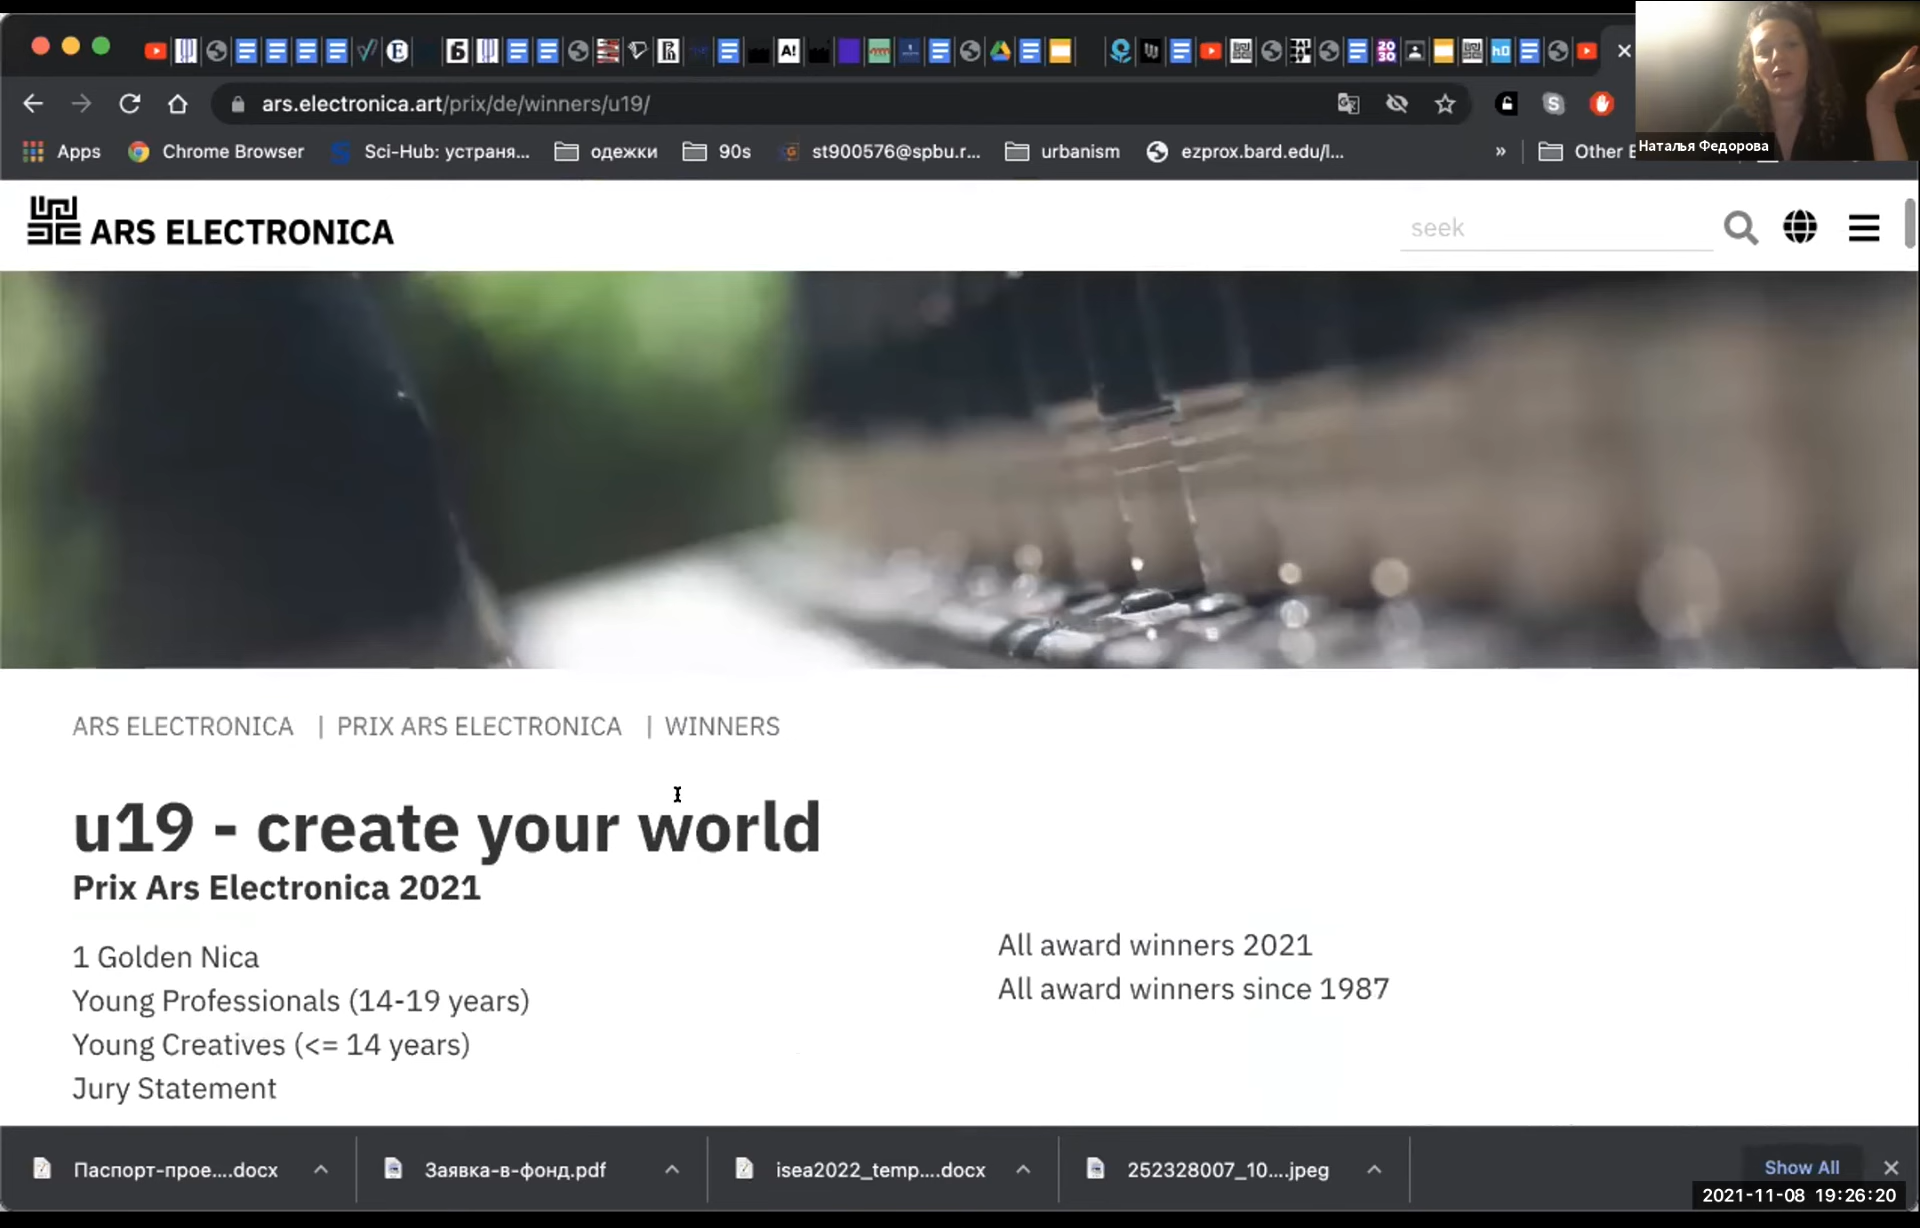 ars.electronica.art/prix/de/winners/u19/
Apps
Chrome Browser
Sci-Hub: устраня...
одежки
90s
st900576@spbu.r...
urbanism
ezprox.bard.edu/l...
»
Other
Наталья Федорова
ARS ELECTRONICA
seek
ARS ELECTRONICA | PRIX ARS ELECTRONICA | WINNERS
u19 - create your world
Prix Ars Electronica 2021
1 Golden Nica
Young Professionals (14-19 years)
Young Creatives (<= 14 years)
Jury Statement
All award winners 2021
All award winners since 1987
Паспорт-прое....docx
Заявка-в-фонд.pdf
isea2022_temp....docx
252328007_10....jpeg
Show All
2021-11-08 19:26:20